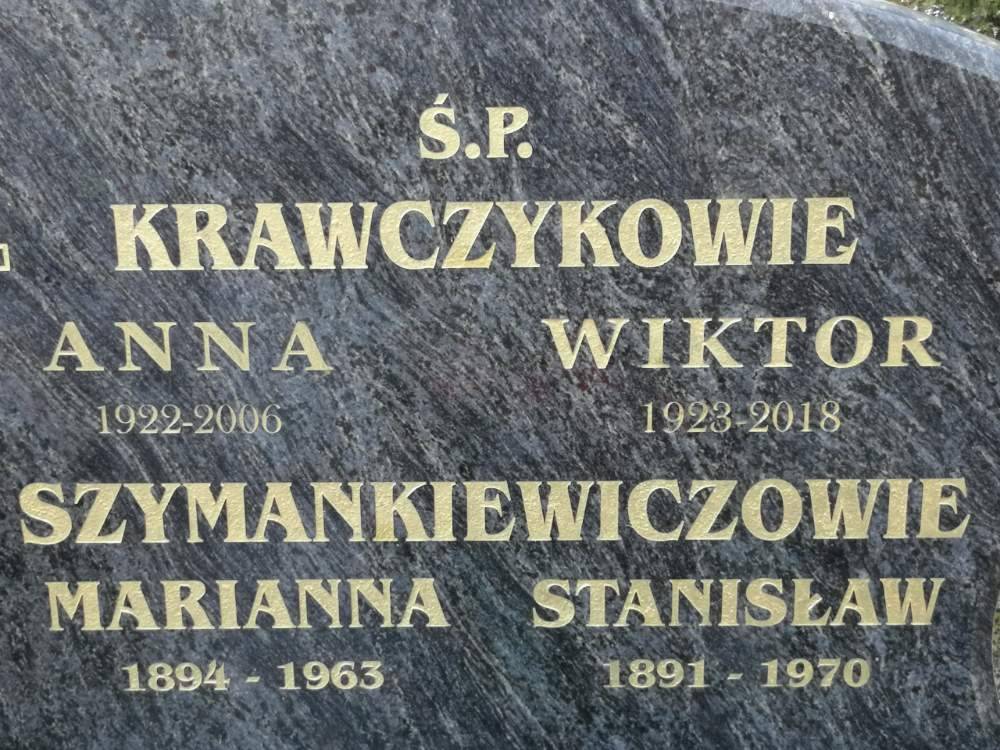 Ś.P.
KRAWCZYKOWIE
ANNA WIKTOR
1922-2006 1923-2018
SZYMANKIEWICZOWIE
MARIANNA STANISŁAW
1894 - 1963 1891 - 1970